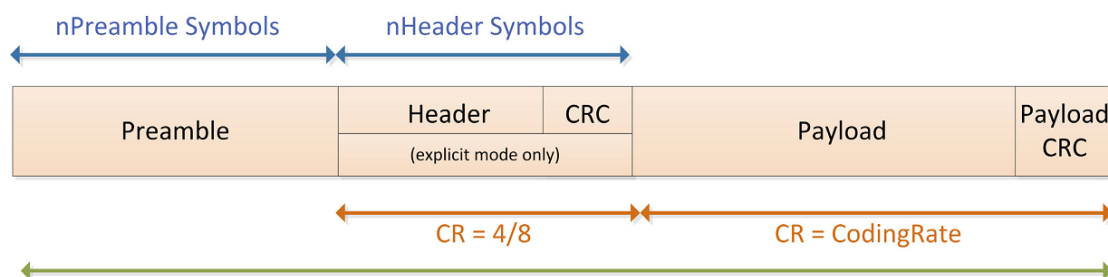 nPreamble Symbols
nHeader Symbols
Preamble
Header
CRC
(explicit mode only)
Payload
Payload
CRC
CR = 4/8
CR = CodingRate